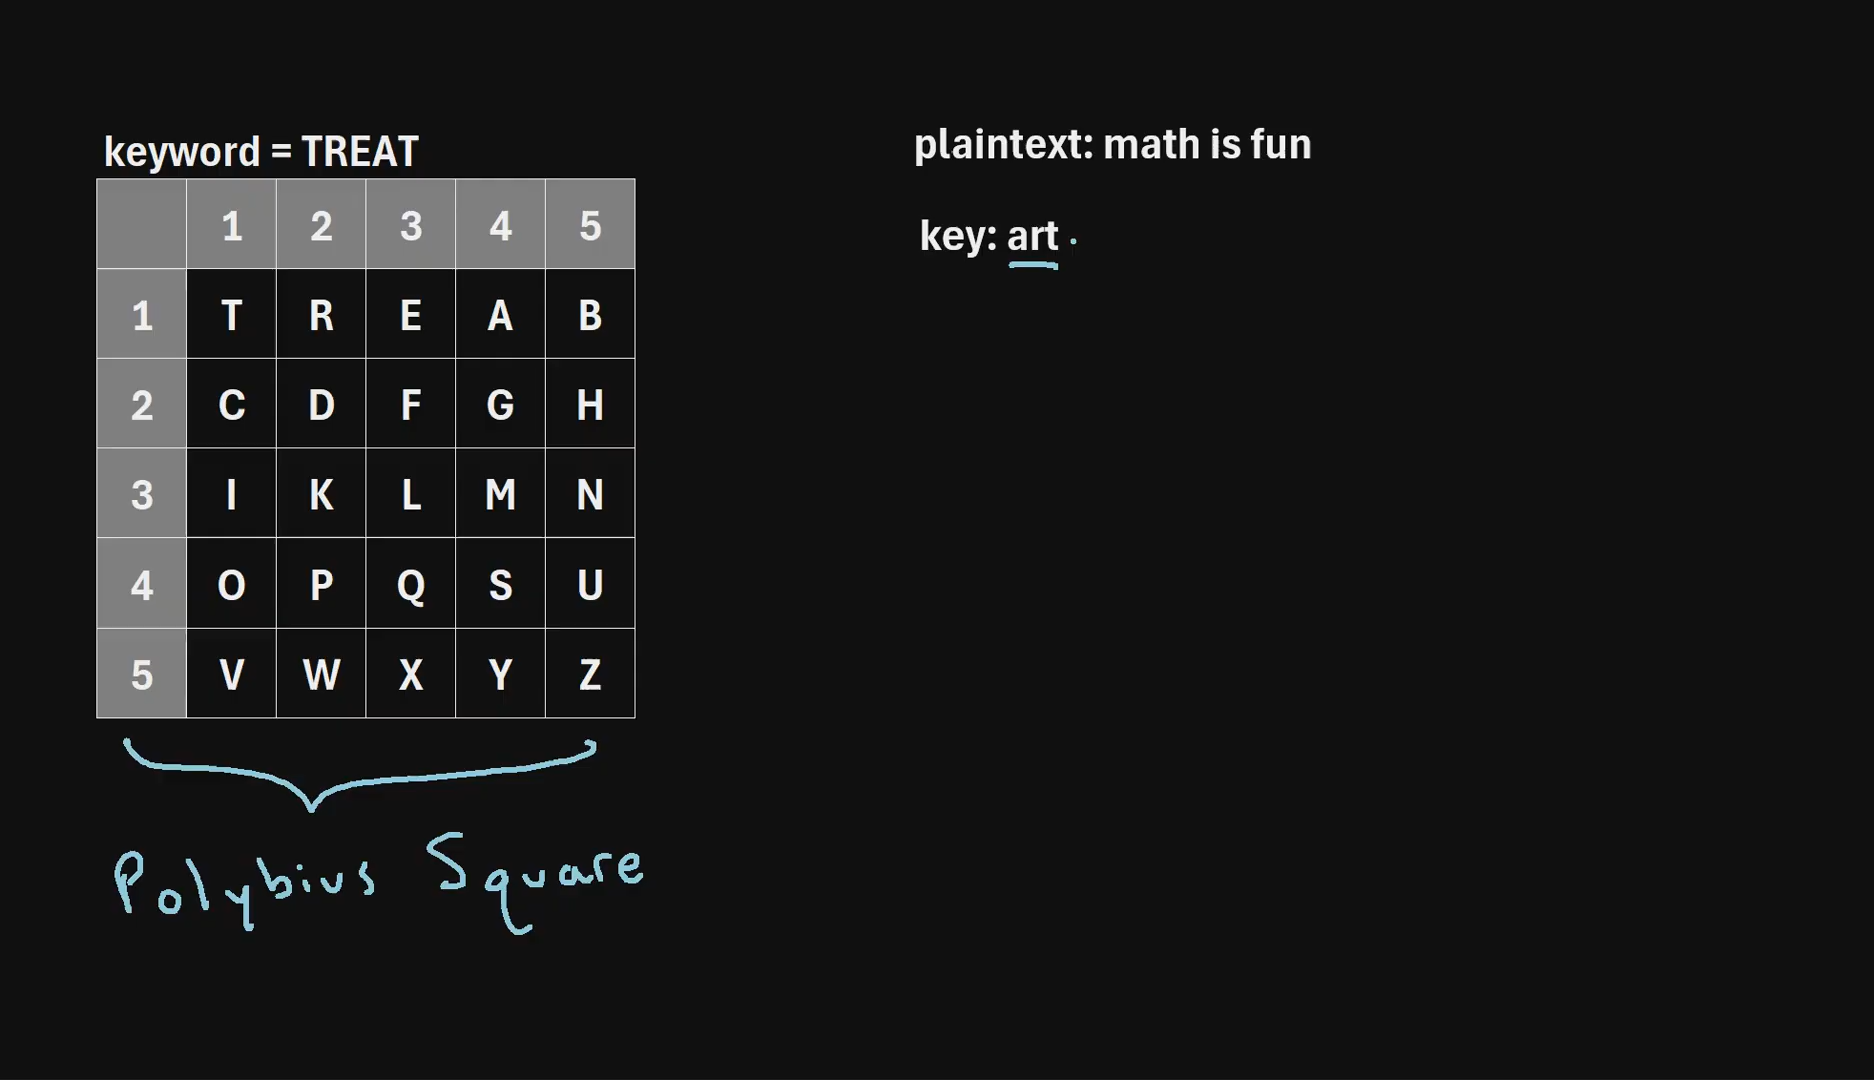 keyword = TREAT
1 2 3 4 5
1 T R E A B
2 C D F G H
3 I K L M N
4 O P Q S U
5 V W X Y Z
Polybius Square
plaintext: math is fun
key: art